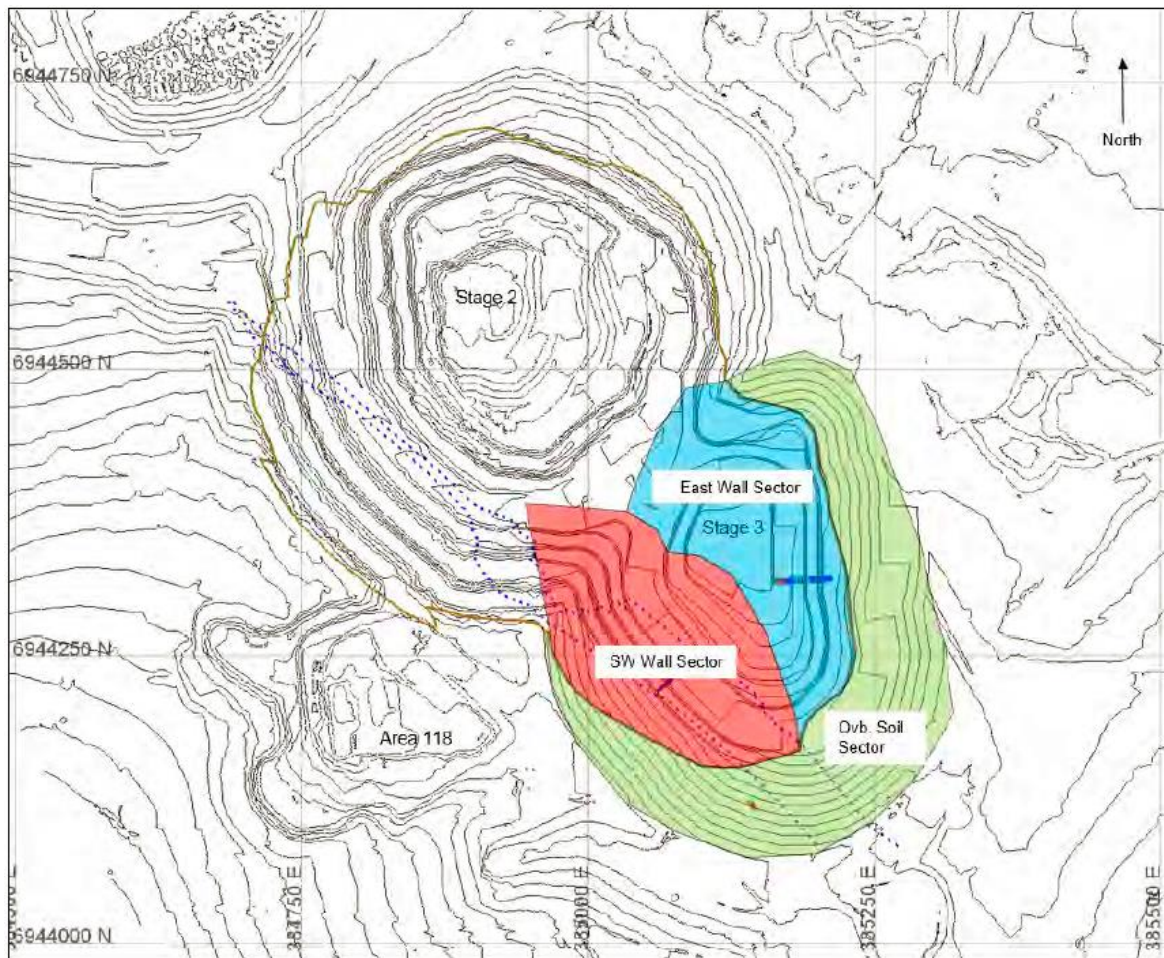 6944750 N
North
Stage 2
6944500 N
East Wall Sector
Stage 3
6944250 N
SW Wall Sector
Ovb. Soil
Sector
Area 118
384750 E
385000 E
385250 E
385500 E
6944000 N